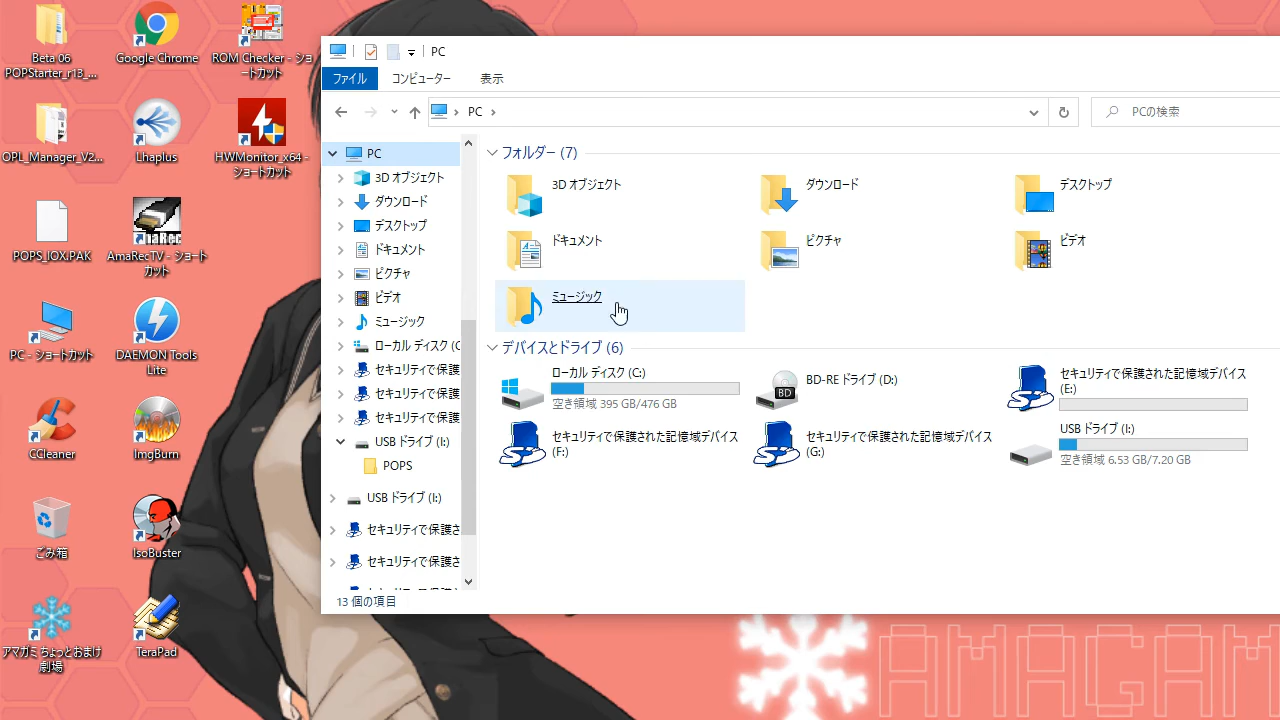 Beta 06
POPStarter_r13_...
Google Chrome
ROM Checker - ショ
ートカット
OPL_Manager_V2...
Lhaplus
HWMonitor_x64 -
ショートカット
POPS_IOX.PAK
AmaRecTV - ショート
カット
PC - ショートカット
DAEMON Tools
Lite
CCleaner
ImgBurn
ごみ箱
IsoBuster
アマガミちょっとおまけ
劇場
TeraPad
PC
ファイル
コンピューター
表示
PC
PCの検索
PC
3D オブジェクト
ダウンロード
デスクトップ
ドキュメント
ピクチャ
ビデオ
ミュージック
ローカル ディスク (C
セキュリティで保護
セキュリティで保護
セキュリティで保護
USB ドライブ (I:)
POPS
USB ドライブ (I:)
セキュリティで保護さ
セキュリティで保護さ
フォルダー (7)
3D オブジェクト
ダウンロード
デスクトップ
ドキュメント
ピクチャ
ビデオ
ミュージック
デバイスとドライブ (6)
ローカル ディスク (C:)
空き領域 395 GB/476 GB
BD
BD-RE ドライブ (D:)
セキュリティで保護された記憶域デバイス
(E:)
セキュリティで保護された記憶域デバイス
(F:)
セキュリティで保護された記憶域デバイス
(G:)
USB ドライブ (I:)
空き領域 6.53 GB/7.20 GB
13 個の項目
AMAGAM